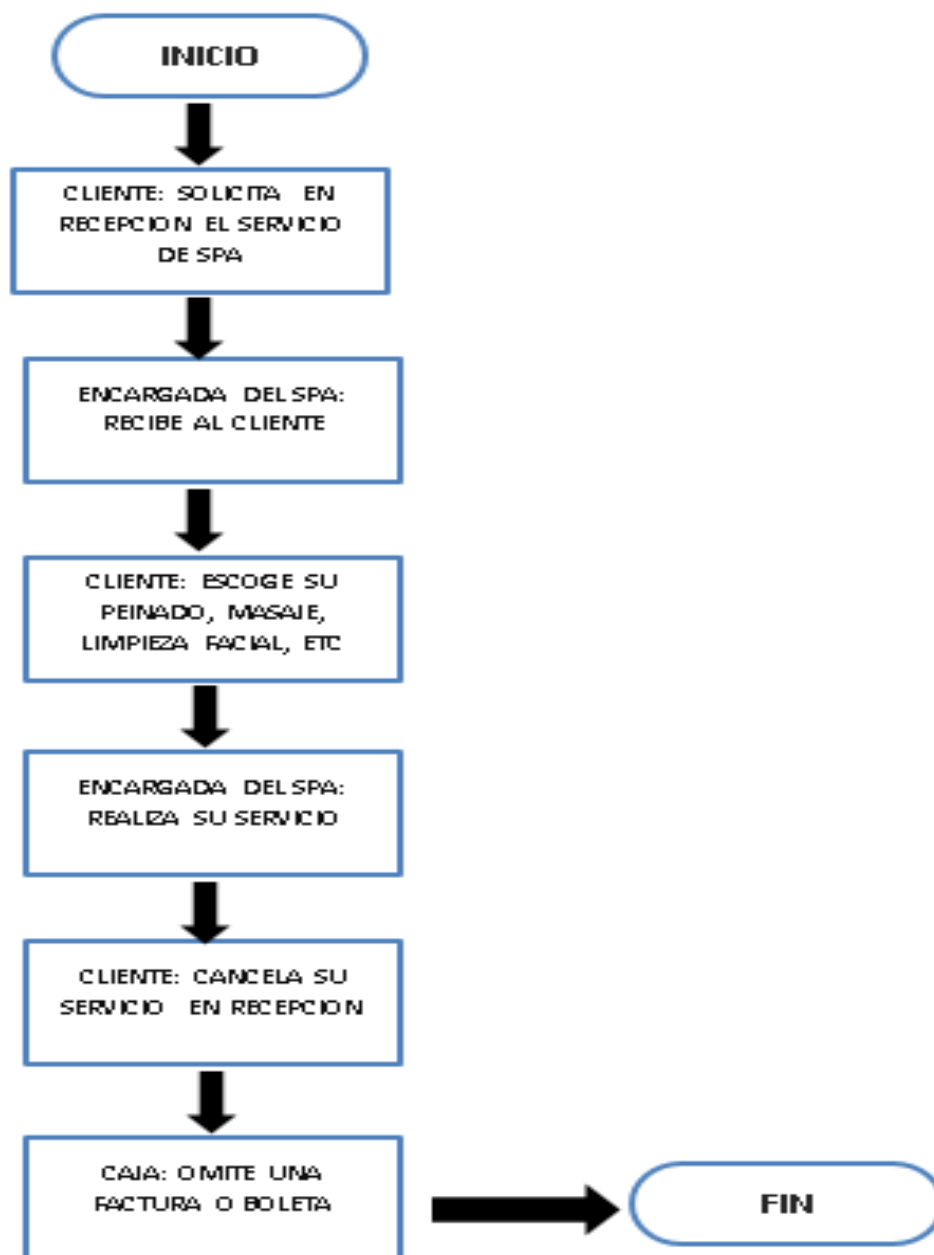 INICIO
CLIENTE: SOLICITA EN
RECEPCION EL SERVICIO
DE SPA
ENCARGADA DEL SPA:
RECIBE AL CLIENTE
CLIENTE: ESCOGE SU
PEINADO, MASAJE,
LIMPIEZA FACIAL, ETC
ENCARGADA DEL SPA:
REALIZA SU SERVICIO
CLIENTE: CANCELA SU
SERVICIO EN RECEPCION
CAJA: OMITE UNA
FACTURA O BOLETA
FIN